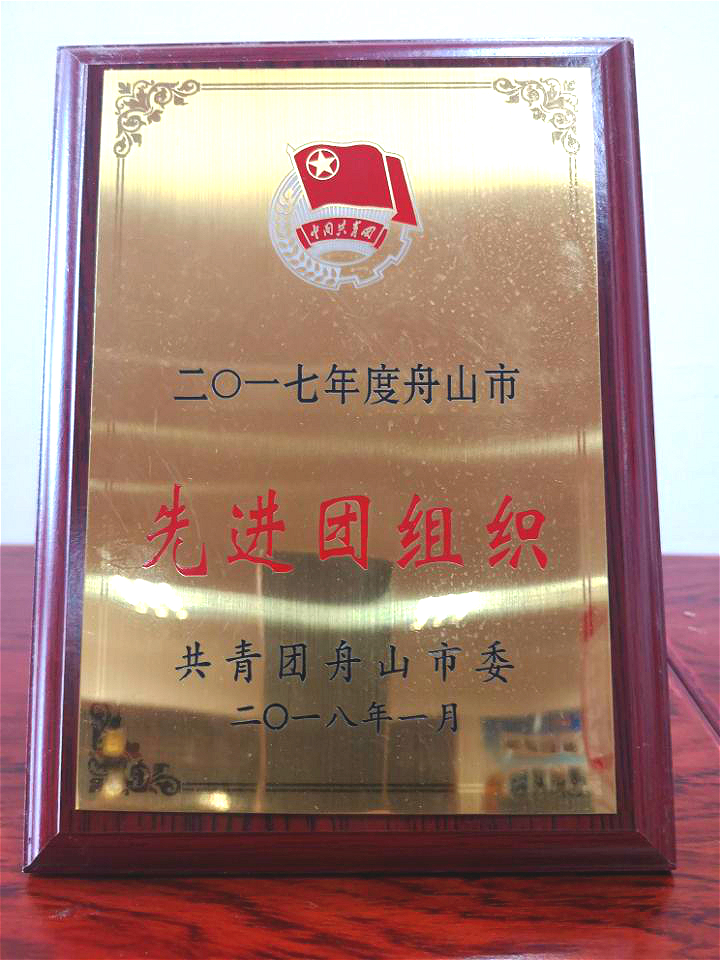 中国共青团
二〇一七年度舟山市
先进团组织
共青团舟山市委
二〇一八年一月